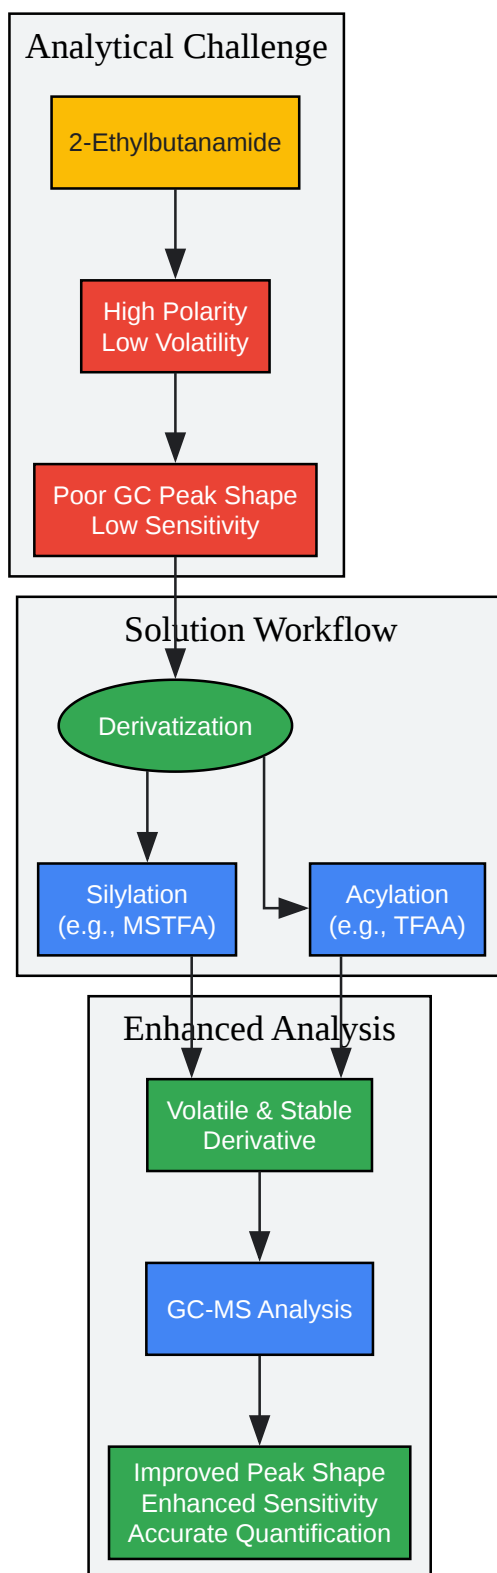 Analytical Challenge
2-Ethylbutanamide
High Polarity
Low Volatility
Poor GC Peak Shape
Low Sensitivity
Solution Workflow
Derivatization
Silylation
(e.g., MSTFA)
Acylation
(e.g., TFAA)
Enhanced Analysis
Volatile & Stable
Derivative
GC-MS Analysis
Improved Peak Shape
Enhanced Sensitivity
Accurate Quantification